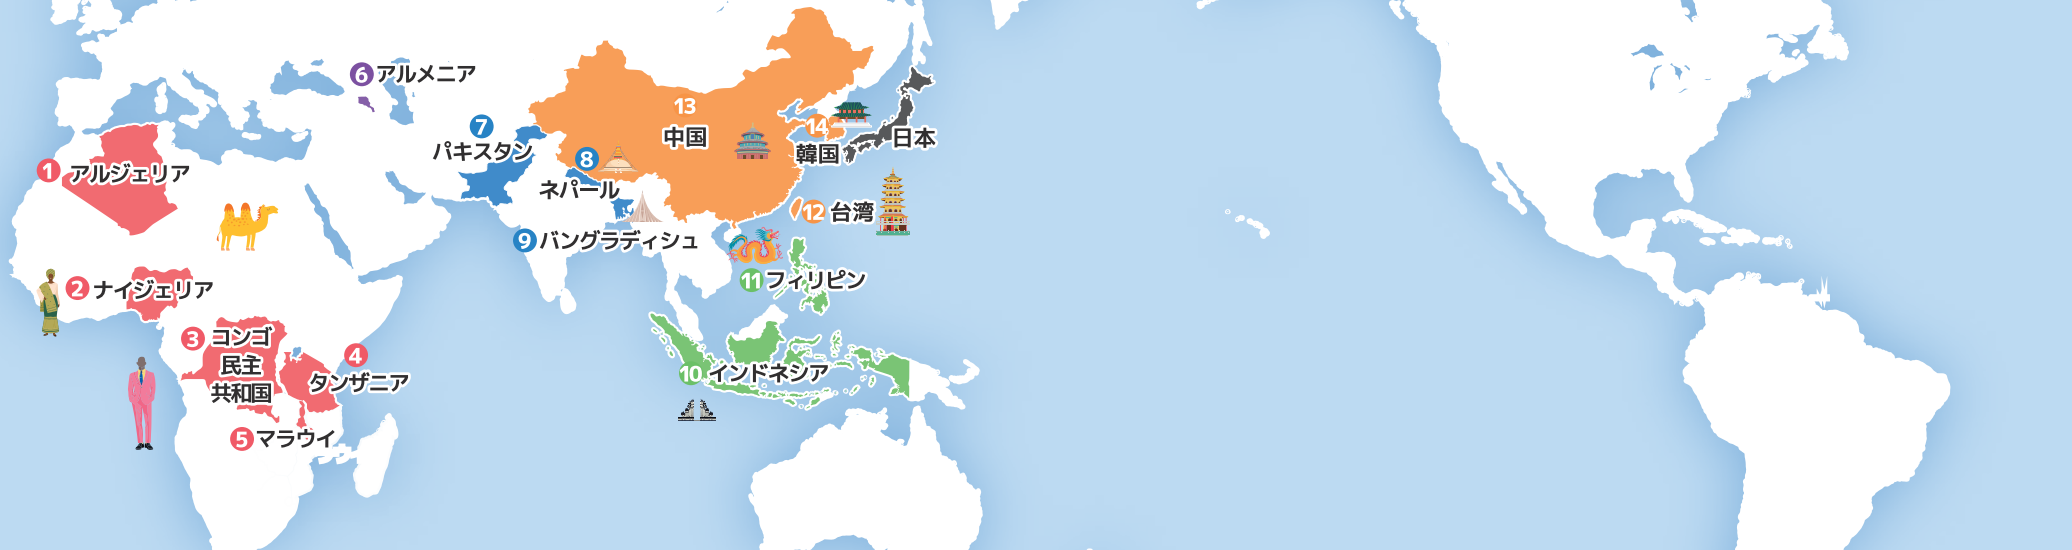 1 アルジェリア
2 ナイジェリア
3 コンゴ
民主
共和国
4
タンザニア
5 マラウイ
6 アルメニア
7
パキスタン
8
ネパール
9 バングラディシュ
10 インドネシア
11 フィリピン
12 台湾
13
中国
14
韓国
日本